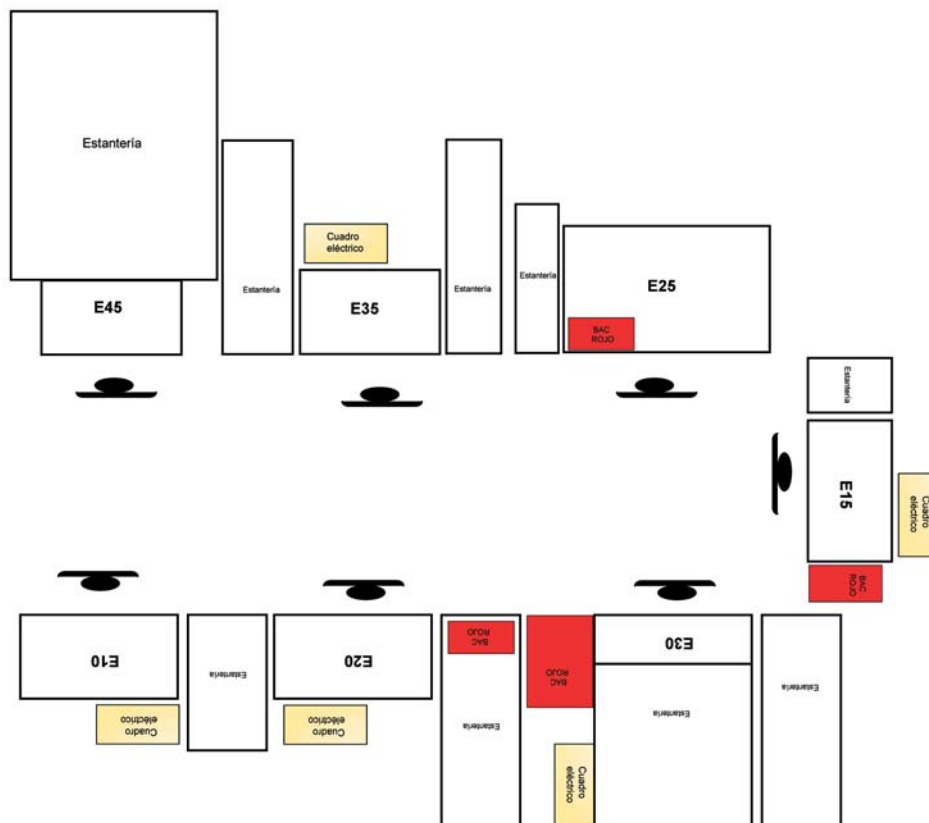 Estantería
E45
Estantería
Cuadro
eléctrico
E35
Estantería
Estantería
E25
BAC
ROJO
Estantería
E15
Cuadro
eléctrico
BAC
ROJO
E10
Cuadro
eléctrico
Estantería
E20
Cuadro
eléctrico
BAC
ROJO
Estantería
BAC
ROJO
Cuadro
eléctrico
E30
Estantería
Estantería